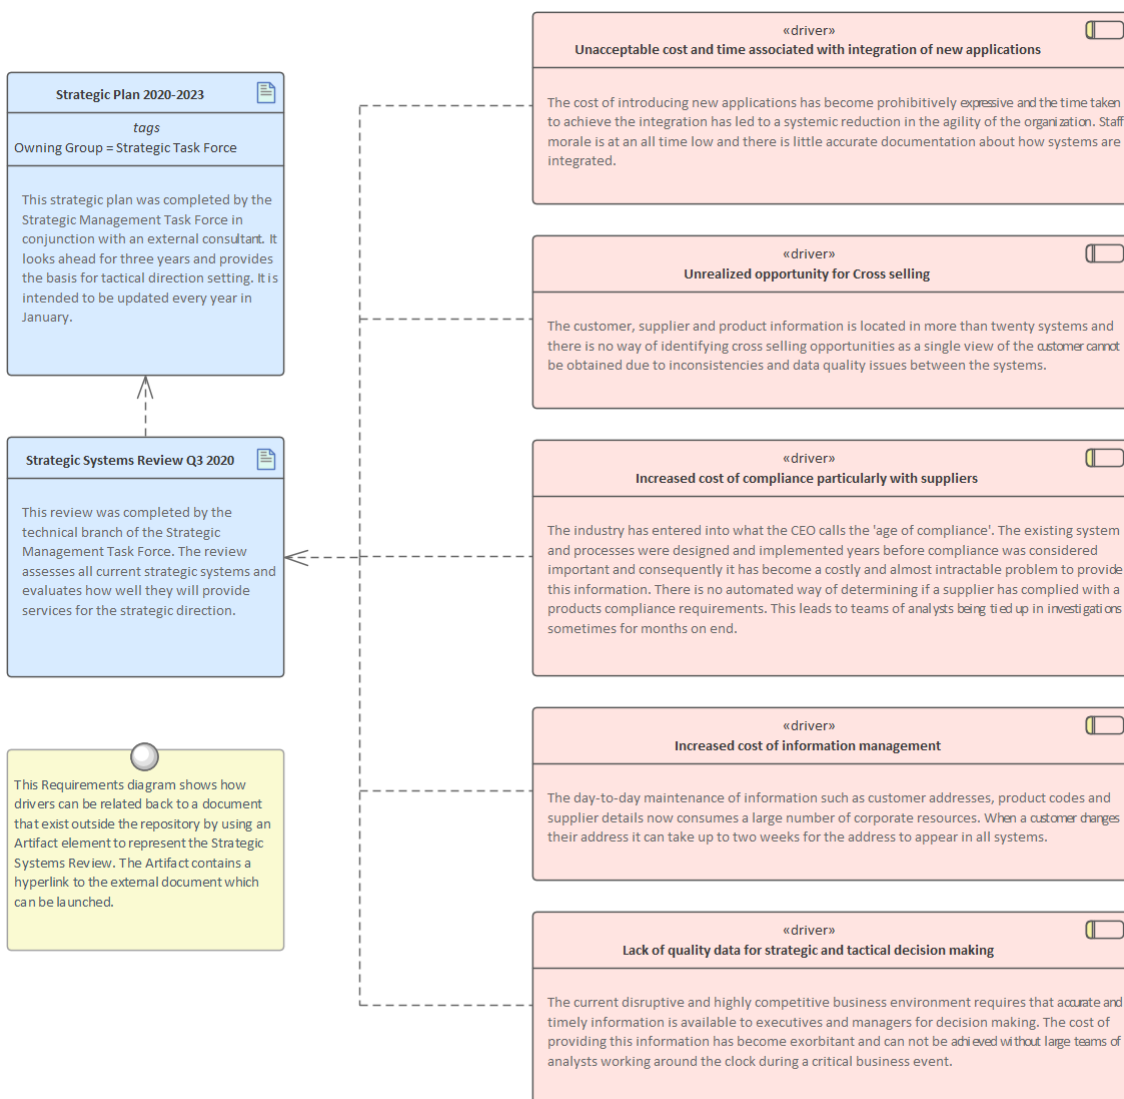 Strategic Plan 2020-2023
tags
Owning Group = Strategic Task Force
This strategic plan was completed by the
Strategic Management Task Force in
conjunction with an external consultant. It
looks ahead for three years and provides
the basis for tactical direction setting. It is
intended to be updated every year in
January.
Strategic Systems Review Q3 2020
This review was completed by the
technical branch of the Strategic
Management Task Force. The review
assesses all current strategic systems and
evaluates how well they will provide
services for the strategic direction.
This Requirements diagram shows how
drivers can be related back to a document
that exist outside the repository by using an
Artifact element to represent the Strategic
Systems Review. The Artifact contains a
hyperlink to the external document which
can be launched.
«driver»
Unacceptable cost and time associated with integration of new applications
The cost of introducing new applications has become prohibitively expressive and the time taken
to achieve the integration has led to a systemic reduction in the agility of the organization. Staff
morale is at an all time low and there is little accurate documentation about how systems are
integrated.
«driver»
Unrealized opportunity for Cross selling
The customer, supplier and product information is located in more than twenty systems and
there is no way of identifying cross selling opportunities as a single view of the customer cannot
be obtained due to inconsistencies and data quality issues between the systems.
«driver»
Increased cost of compliance particularly with suppliers
The industry has entered into what the CEO calls the 'age of compliance'. The existing system
and processes were designed and implemented years before compliance was considered
important and consequently it has become a costly and almost intractable problem to provide
this information. There is no automated way of determining if a supplier has complied with a
products compliance requirements. This leads to teams of analysts being tied up in investigations
sometimes for months on end.
«driver»
Increased cost of information management
The day-to-day maintenance of information such as customer addresses, product codes and
supplier details now consumes a large number of corporate resources. When a customer changes
their address it can take up to two weeks for the address to appear in all systems.
«driver»
Lack of quality data for strategic and tactical decision making
The current disruptive and highly competitive business environment requires that accurate and
timely information is available to executives and managers for decision making. The cost of
providing this information has become exorbitant and can not be achieved without large teams of
analysts working around the clock during a critical business event.